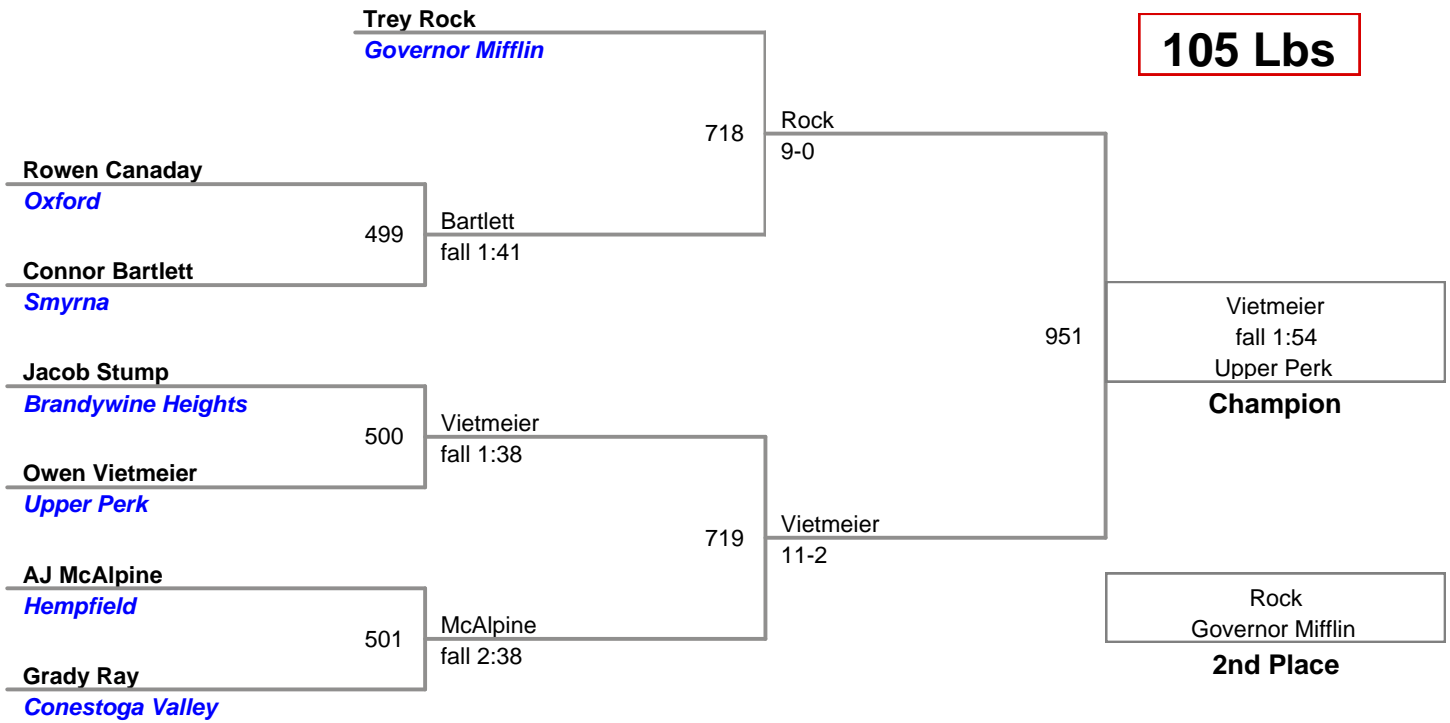 Trey Rock
Governor Mifflin
105 Lbs
718
Rock
9-0
Rowen Canaday
Oxford
499
Bartlett
fall 1:41
Connor Bartlett
Smyrna
951
Vietmeier
fall 1:54
Upper Perk
Champion
Jacob Stump
Brandywine Heights
500
Vietmeier
fall 1:38
Owen Vietmeier
Upper Perk
719
Vietmeier
11-2
AJ McAlpine
Hempfield
501
McAlpine
fall 2:38
Grady Ray
Conestoga Valley
Rock
Governor Mifflin
2nd Place